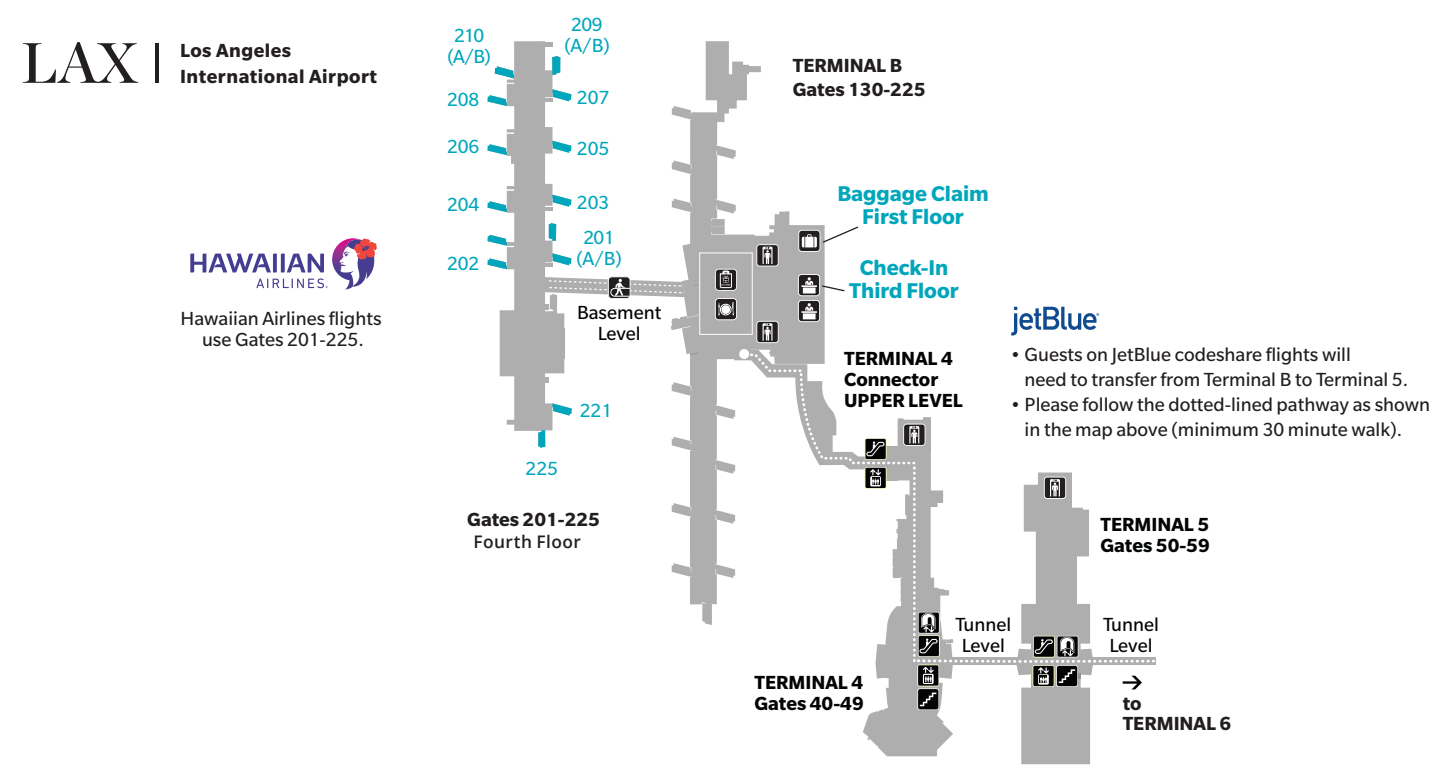 LAX
Los Angeles
International Airport
210
(A/B)
209
(A/B)
208
207
206
205
204
203
202
201
(A/B)
221
225
Gates 201-225
Fourth Floor
HAWAIIAN
AIRLINES.
Hawaiian Airlines flights
use Gates 201-225.
Basement
Level
TERMINAL B
Gates 130-225
Baggage Claim
First Floor
Check-In
Third Floor
TERMINAL 4
Connector
UPPER LEVEL
jetBlue
• Guests on JetBlue codeshare flights will
need to transfer from Terminal B to Terminal 5.
• Please follow the dotted-lined pathway as shown
in the map above (minimum 30 minute walk).
TERMINAL 5
Gates 50-59
Tunnel
Level
Tunnel
Level
TERMINAL 4
Gates 40-49
→
to
TERMINAL 6